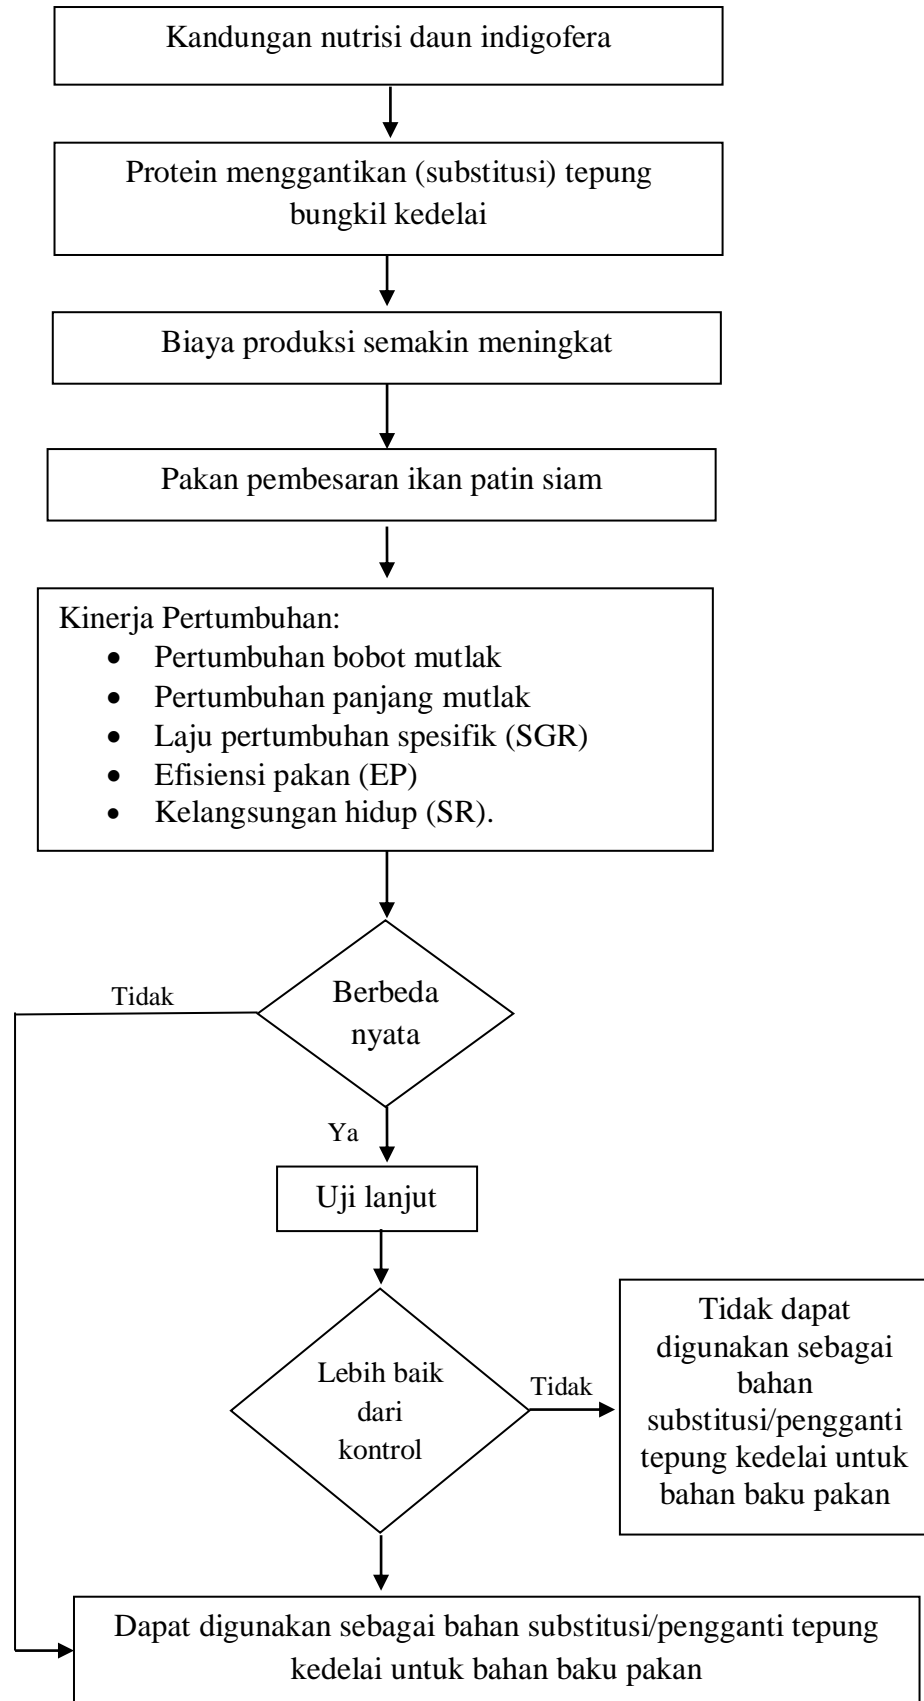 Kandungan nutrisi daun indigofera
Protein menggantikan (substitusi) tepung
bungkil kedelai
Biaya produksi semakin meningkat
Pakan pembesaran ikan patin siam
Kinerja Pertumbuhan:
• Pertumbuhan bobot mutlak
• Pertumbuhan panjang mutlak
• Laju pertumbuhan spesifik (SGR)
• Efisiensi pakan (EP)
• Kelangsungan hidup (SR).
Tidak
Berbeda
nyata
Ya
Uji lanjut
Lebih baik
dari
kontrol
Tidak
Tidak dapat
digunakan sebagai
bahan
substitusi/pengganti
tepung kedelai untuk
bahan baku pakan
Dapat digunakan sebagai bahan substitusi/pengganti tepung
kedelai untuk bahan baku pakan